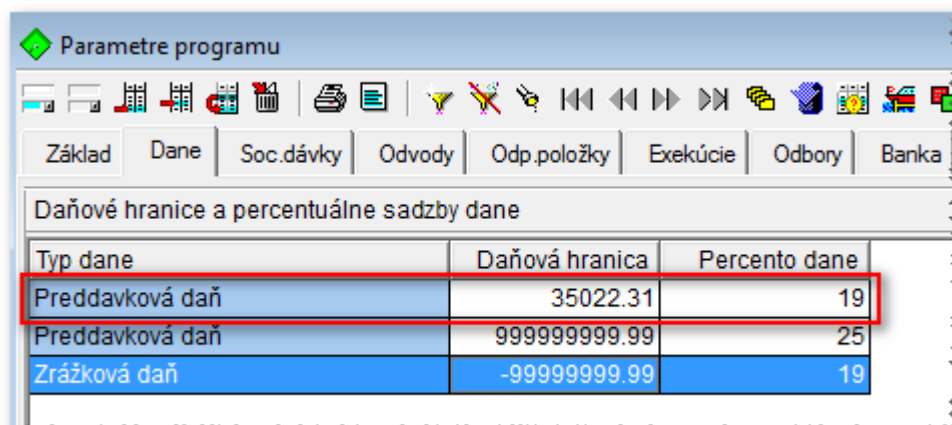 Parametre programu
Základ Dane Soc.dávky Odvody Odp.položky Exekúcie Odbory Banka
Daňové hranice a percentuálne sadzby dane
Typ dane Daňová hranica Percento dane
Preddavková daň 35022.31 19
Preddavková daň 999999999.99 25
Zrážková daň -99999999.99 19